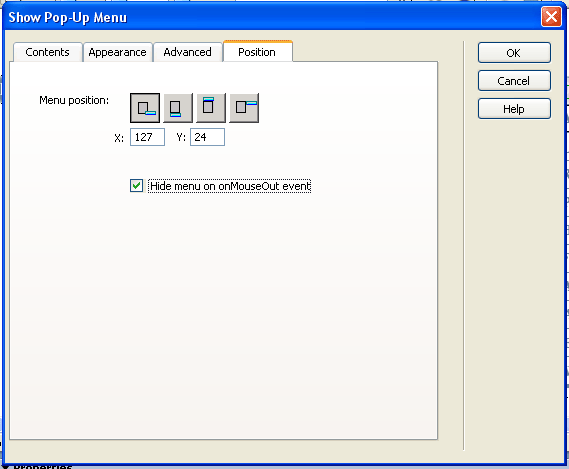 Show Pop-Up Menu
Contents Appearance Advanced Position
OK
Cancel
Help
Menu position:
X: 127 Y: 24
Hide menu on onMouseOut event
Properties